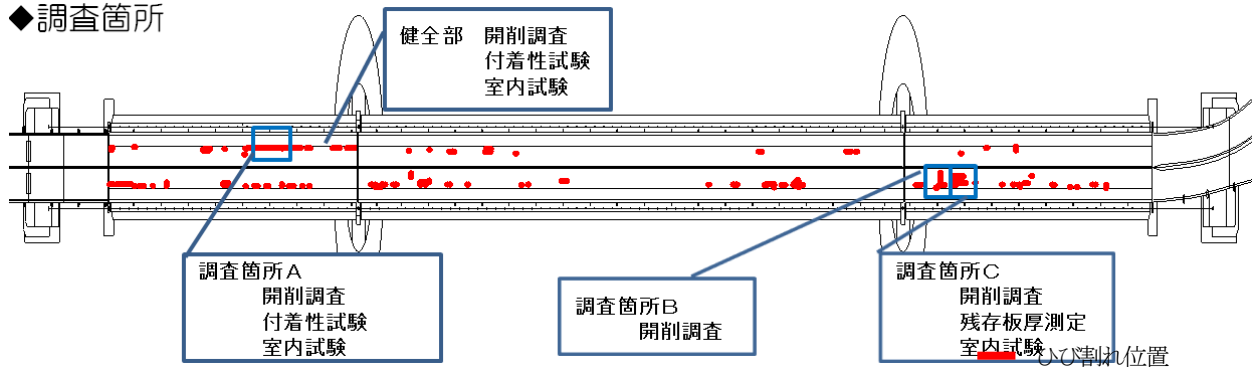 ◆調査箇所
健全部　開削調査
付着性試験
室内試験
調査箇所A
開削調査
付着性試験
室内試験
調査箇所B
開削調査
調査箇所C
開削調査
残存板厚測定
室内試験
ひび割れ位置